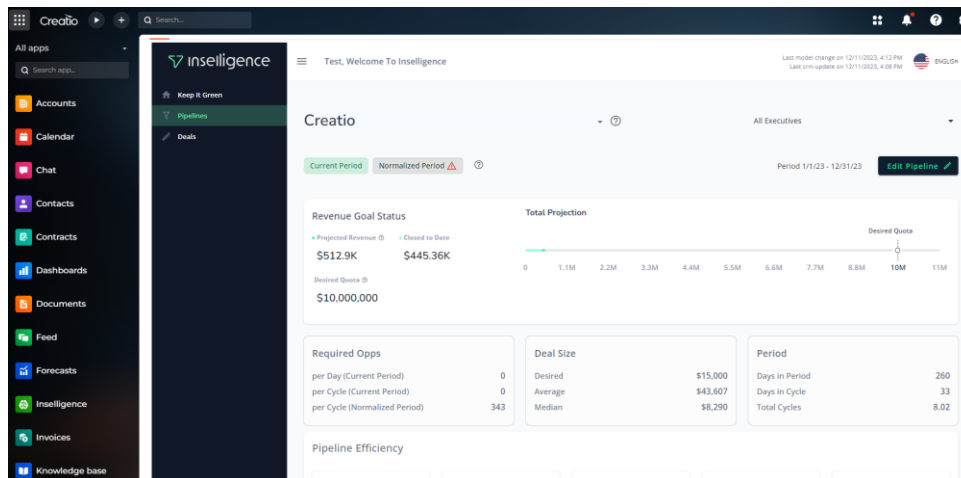 Creatio
Search...
All apps
Search app...
Accounts
Calendar
Chat
Contacts
Contracts
Dashboards
Documents
Feed
Forecasts
Inselligence
Invoices
Knowledge base
Inselligence
Keep It Green
Pipelines
Deals
Test, Welcome To Inselligence
Last model change on 12/11/2023, 4:12 PM
Last crm update on 12/11/2023, 4:08 PM
ENGLISH
Creatio
All Executives
Current Period
Normalized Period
Period 1/1/23 - 12/31/23
Edit Pipeline
Revenue Goal Status
Projected Revenue
Closed to Date
$512.9K
$445.36K
Desired Quota
$10,000,000
Total Projection
Desired Quota
0 1.1M 2.2M 3.3M 4.4M 5.5M 6.6M 7.7M 8.8M 10M 11M
Required Opps
per Day (Current Period) 0
per Cycle (Current Period) 0
per Cycle (Normalized Period) 343
Deal Size
Desired $15,000
Average $43,607
Median $8,290
Period
Days in Period 260
Days in Cycle 33
Total Cycles 8.02
Pipeline Efficiency